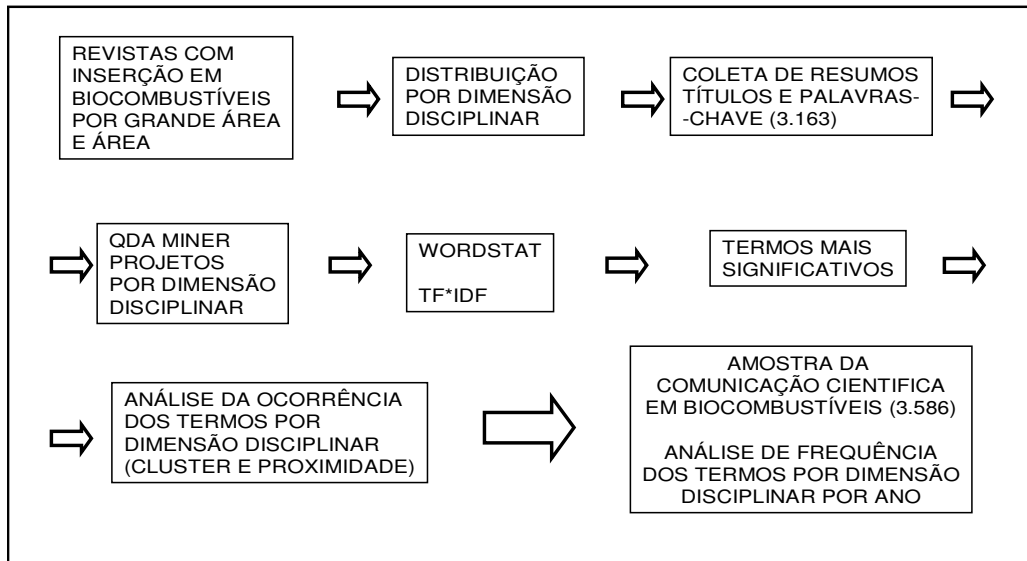 REVISTAS COM
INSERÇÃO EM
BIOCOMBUSTÍVEIS
POR GRANDE ÁREA
E ÁREA
DISTRIBUIÇÃO
POR DIMENSÃO
DISCIPLINAR
COLETA DE RESUMOS
TÍTULOS E PALAVRAS-
-CHAVE (3.163)
QDA MINER
PROJETOS
POR DIMENSÃO
DISCIPLINAR
WORDSTAT
TF*IDF
TERMOS MAIS
SIGNIFICATIVOS
ANÁLISE DA OCORRÊNCIA
DOS TERMOS POR
DIMENSÃO DISCIPLINAR
(CLUSTER E PROXIMIDADE)
AMOSTRA DA
COMUNICAÇÃO CIENTIFICA
EM BIOCOMBUSTÍVEIS (3.586)
ANÁLISE DE FREQUÊNCIA
DOS TERMOS POR DIMENSÃO
DISCIPLINAR POR ANO